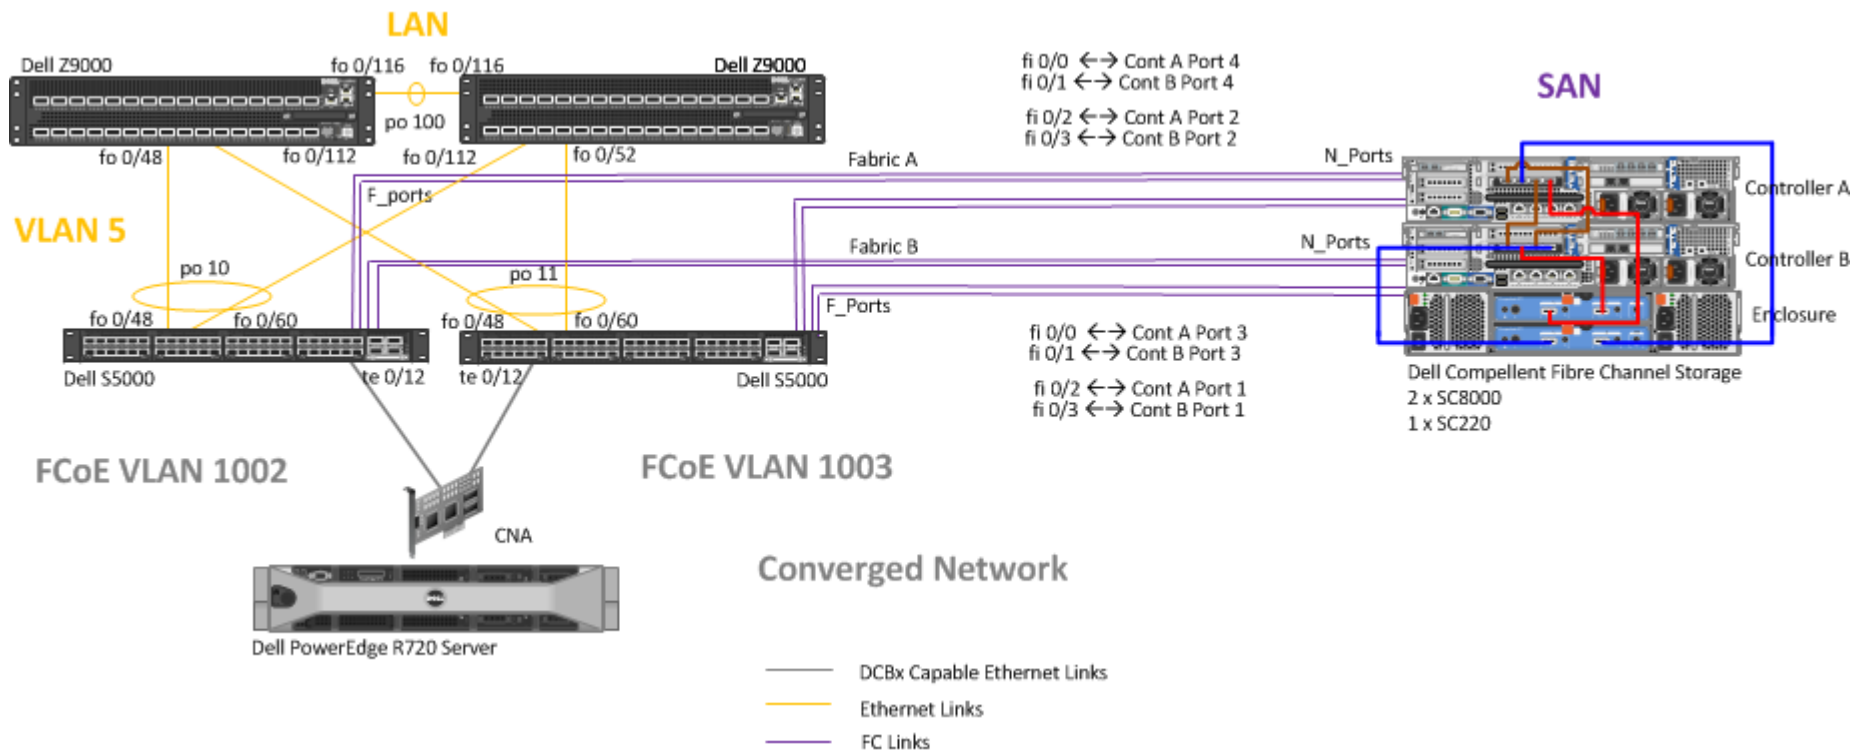 LAN
Dell Z9000
fo 0/116
fo 0/116
Dell Z9000
po 100
fo 0/48
fo 0/112
fo 0/112
fo 0/52
fi 0/0 <--> Cont A Port 4
fi 0/1 <--> Cont B Port 4
fi 0/2 <--> Cont A Port 2
fi 0/3 <--> Cont B Port 2
SAN
Fabric A
N_Ports
F_ports
Controller A
VLAN 5
Fabric B
N_Ports
Controller B
po 10
po 11
F_Ports
fo 0/48
fo 0/60
fo 0/48
fo 0/60
Enclosure
Dell S5000
te 0/12
te 0/12
Dell S5000
fi 0/0 <--> Cont A Port 3
fi 0/1 <--> Cont B Port 3
fi 0/2 <--> Cont A Port 1
fi 0/3 <--> Cont B Port 1
Dell Compellent Fibre Channel Storage
2 x SC8000
1 x SC220
FCoE VLAN 1002
FCoE VLAN 1003
CNA
Converged Network
DELL
Dell PowerEdge R720 Server
DCBx Capable Ethernet Links
Ethernet Links
FC Links